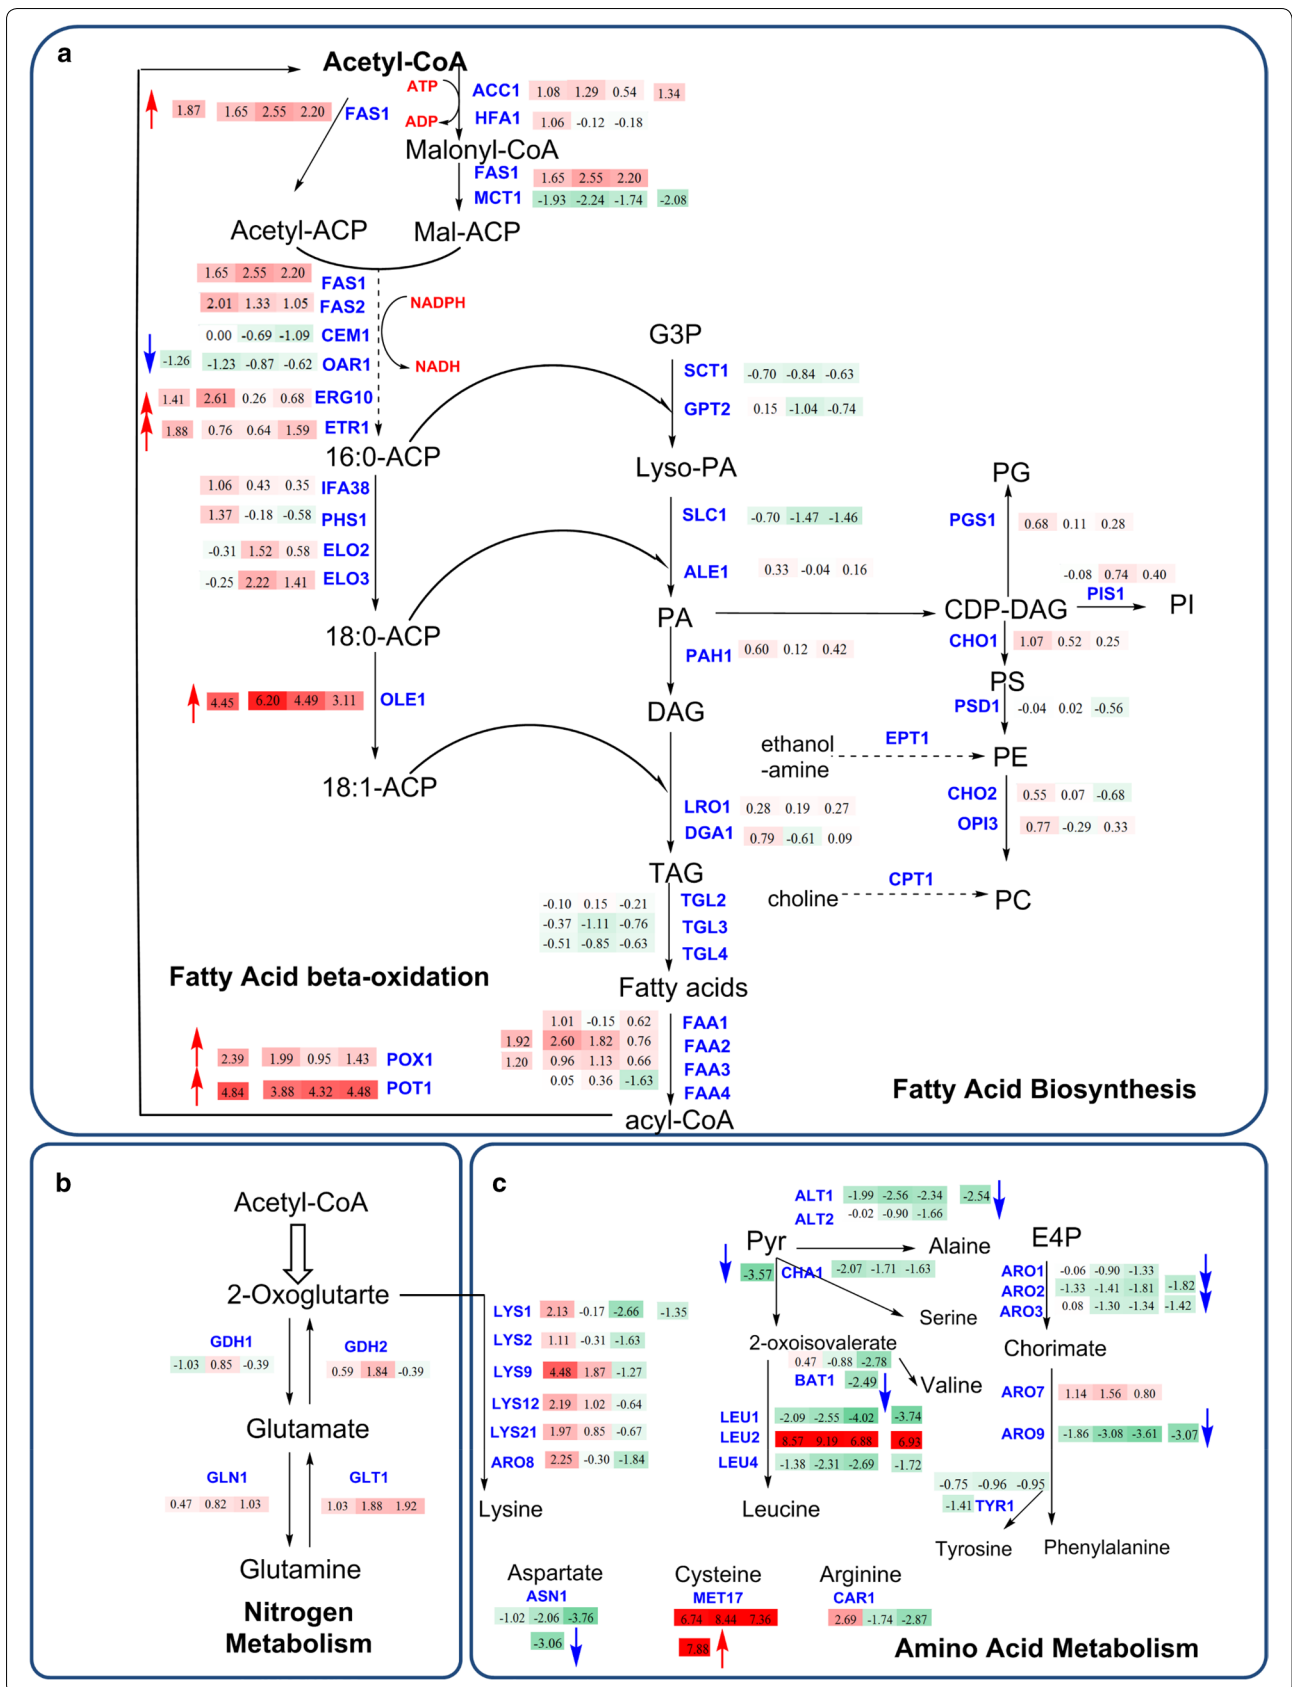 a
Acetyl-CoA
ATP
ADP
ACC1 1.08 1.29 0.54 1.34
HFA1 1.06 -0.12 -0.18
1.87 1.65 2.55 2.20 FAS1
Malonyl-CoA
FAS1 1.65 2.55 2.20
MCT1 -1.93 -2.24 -1.74 -2.08
Acetyl-ACP Mal-ACP
1.65 2.55 2.20 FAS1
2.01 1.33 1.05 FAS2
0.00 -0.69 -1.09 CEM1
-1.26 -1.23 -0.87 -0.62 OAR1
1.41 2.61 0.26 0.68 ERG10
1.88 0.76 0.64 1.59 ETR1
NADPH
NADH
16:0-ACP
1.06 0.43 0.35 IFA38
1.37 -0.18 -0.58 PHS1
-0.31 1.52 0.58 ELO2
-0.25 2.22 1.41 ELO3
18:0-ACP
4.45 6.20 4.49 3.11 OLE1
18:1-ACP
G3P
SCT1 -0.70 -0.84 -0.63
GPT2 0.15 -1.04 -0.74
Lyso-PA
SLC1 -0.70 -1.47 -1.46
ALE1 0.33 -0.04 0.16
PA
PAH1 0.60 0.12 0.42
DAG
LRO1 0.28 0.19 0.27
DGA1 0.79 -0.61 0.09
TAG
-0.10 0.15 -0.21 TGL2
-0.37 -1.11 -0.76 TGL3
-0.51 -0.85 -0.63 TGL4
Fatty acids
1.01 -0.15 0.62 FAA1
1.92 2.60 1.82 0.76 FAA2
1.20 0.96 1.13 0.66 FAA3
0.05 0.36 -1.63 FAA4
acyl-CoA
PG
PGS1 0.68 0.11 0.28
-0.08 0.74 0.40
PIS1
CDP-DAG PI
CHO1 1.07 0.52 0.25
PS
PSD1 -0.04 0.02 -0.56
ethanol
-amine
EPT1
PE
CHO2 0.55 0.07 -0.68
OPI3 0.77 -0.29 0.33
choline CPT1 PC
Fatty Acid beta-oxidation
2.39 1.99 0.95 1.43 POX1
4.84 3.88 4.32 4.48 POT1
Fatty Acid Biosynthesis
b
Acetyl-CoA
2-Oxoglutarte
GDH1
-1.03 0.85 -0.39
GDH2
0.59 1.84 -0.39
Glutamate
GLN1
0.47 0.82 1.03
GLT1
1.03 1.88 1.92
Glutamine
Nitrogen
Metabolism
c
LYS1 2.13 -0.17 -2.66 -1.35
LYS2 1.11 -0.31 -1.63
LYS9 4.48 1.87 -1.27
LYS12 2.19 1.02 -0.64
LYS21 1.97 0.85 -0.67
ARO8 2.25 -0.30 -1.84
Lysine
ALT1 -1.99 -2.56 -2.34 -2.54
ALT2 -0.02 -0.90 -1.66
Pyr
Alaine
-3.57 CHA1 -2.07 -1.71 -1.63
Serine
2-oxoisovalerate
0.47 -0.88 -2.78
BAT1 -2.49
Valine
LEU1 -2.09 -2.55 -4.02 -3.74
LEU2 8.57 9.19 6.88 6.93
LEU4 -1.38 -2.31 -2.69 -1.72
Leucine
E4P
ARO1 -0.06 -0.90 -1.33
ARO2 -1.33 -1.41 -1.81 -1.82
ARO3 0.08 -1.30 -1.34 -1.42
Chorimate
ARO7 1.14 1.56 0.80
ARO9 -1.86 -3.08 -3.61 -3.07
-0.75 -0.96 -0.95
-1.41 TYR1
Tyrosine Phenylalanine
Aspartate
ASN1
-1.02 -2.06 -3.76
-3.06
Cysteine
MET17
6.74 8.44 7.36
7.88
Arginine
CAR1
2.69 -1.74 -2.87
Amino Acid Metabolism